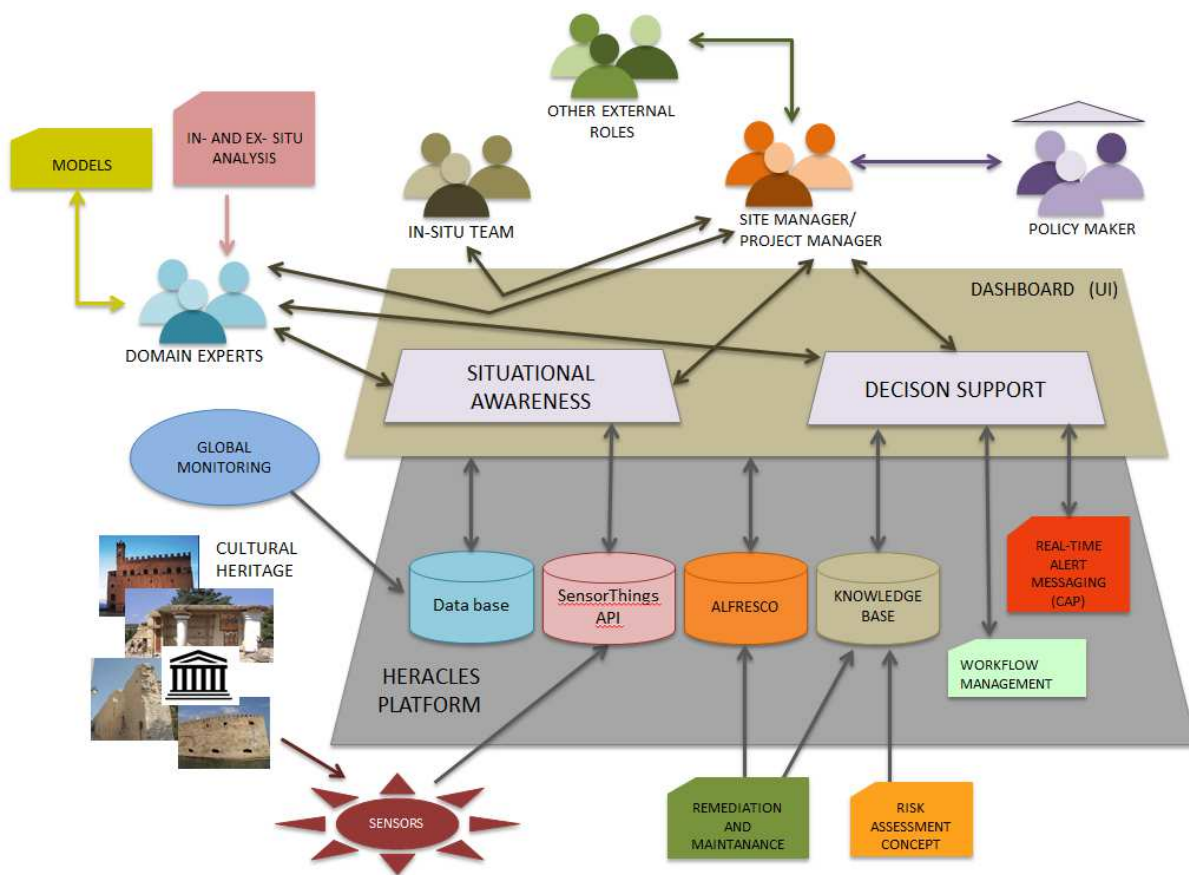 OTHER EXTERNAL
ROLES
MODELS
IN- AND EX- SITU
ANALYSIS
IN-SITU TEAM
SITE MANAGER/
PROJECT MANAGER
POLICY MAKER
DOMAIN EXPERTS
DASHBOARD (UI)
SITUATIONAL
AWARENESS
DECISON SUPPORT
GLOBAL
MONITORING
CULTURAL
HERITAGE
Data base
SensorThings
API
ALFRESCO
KNOWLEDGE
BASE
REAL-TIME
ALERT
MESSAGING
(CAP)
HERACLES
PLATFORM
WORKFLOW
MANAGEMENT
SENSORS
REMEDIATION
AND
MAINTANANCE
RISK
ASSESSMENT
CONCEPT